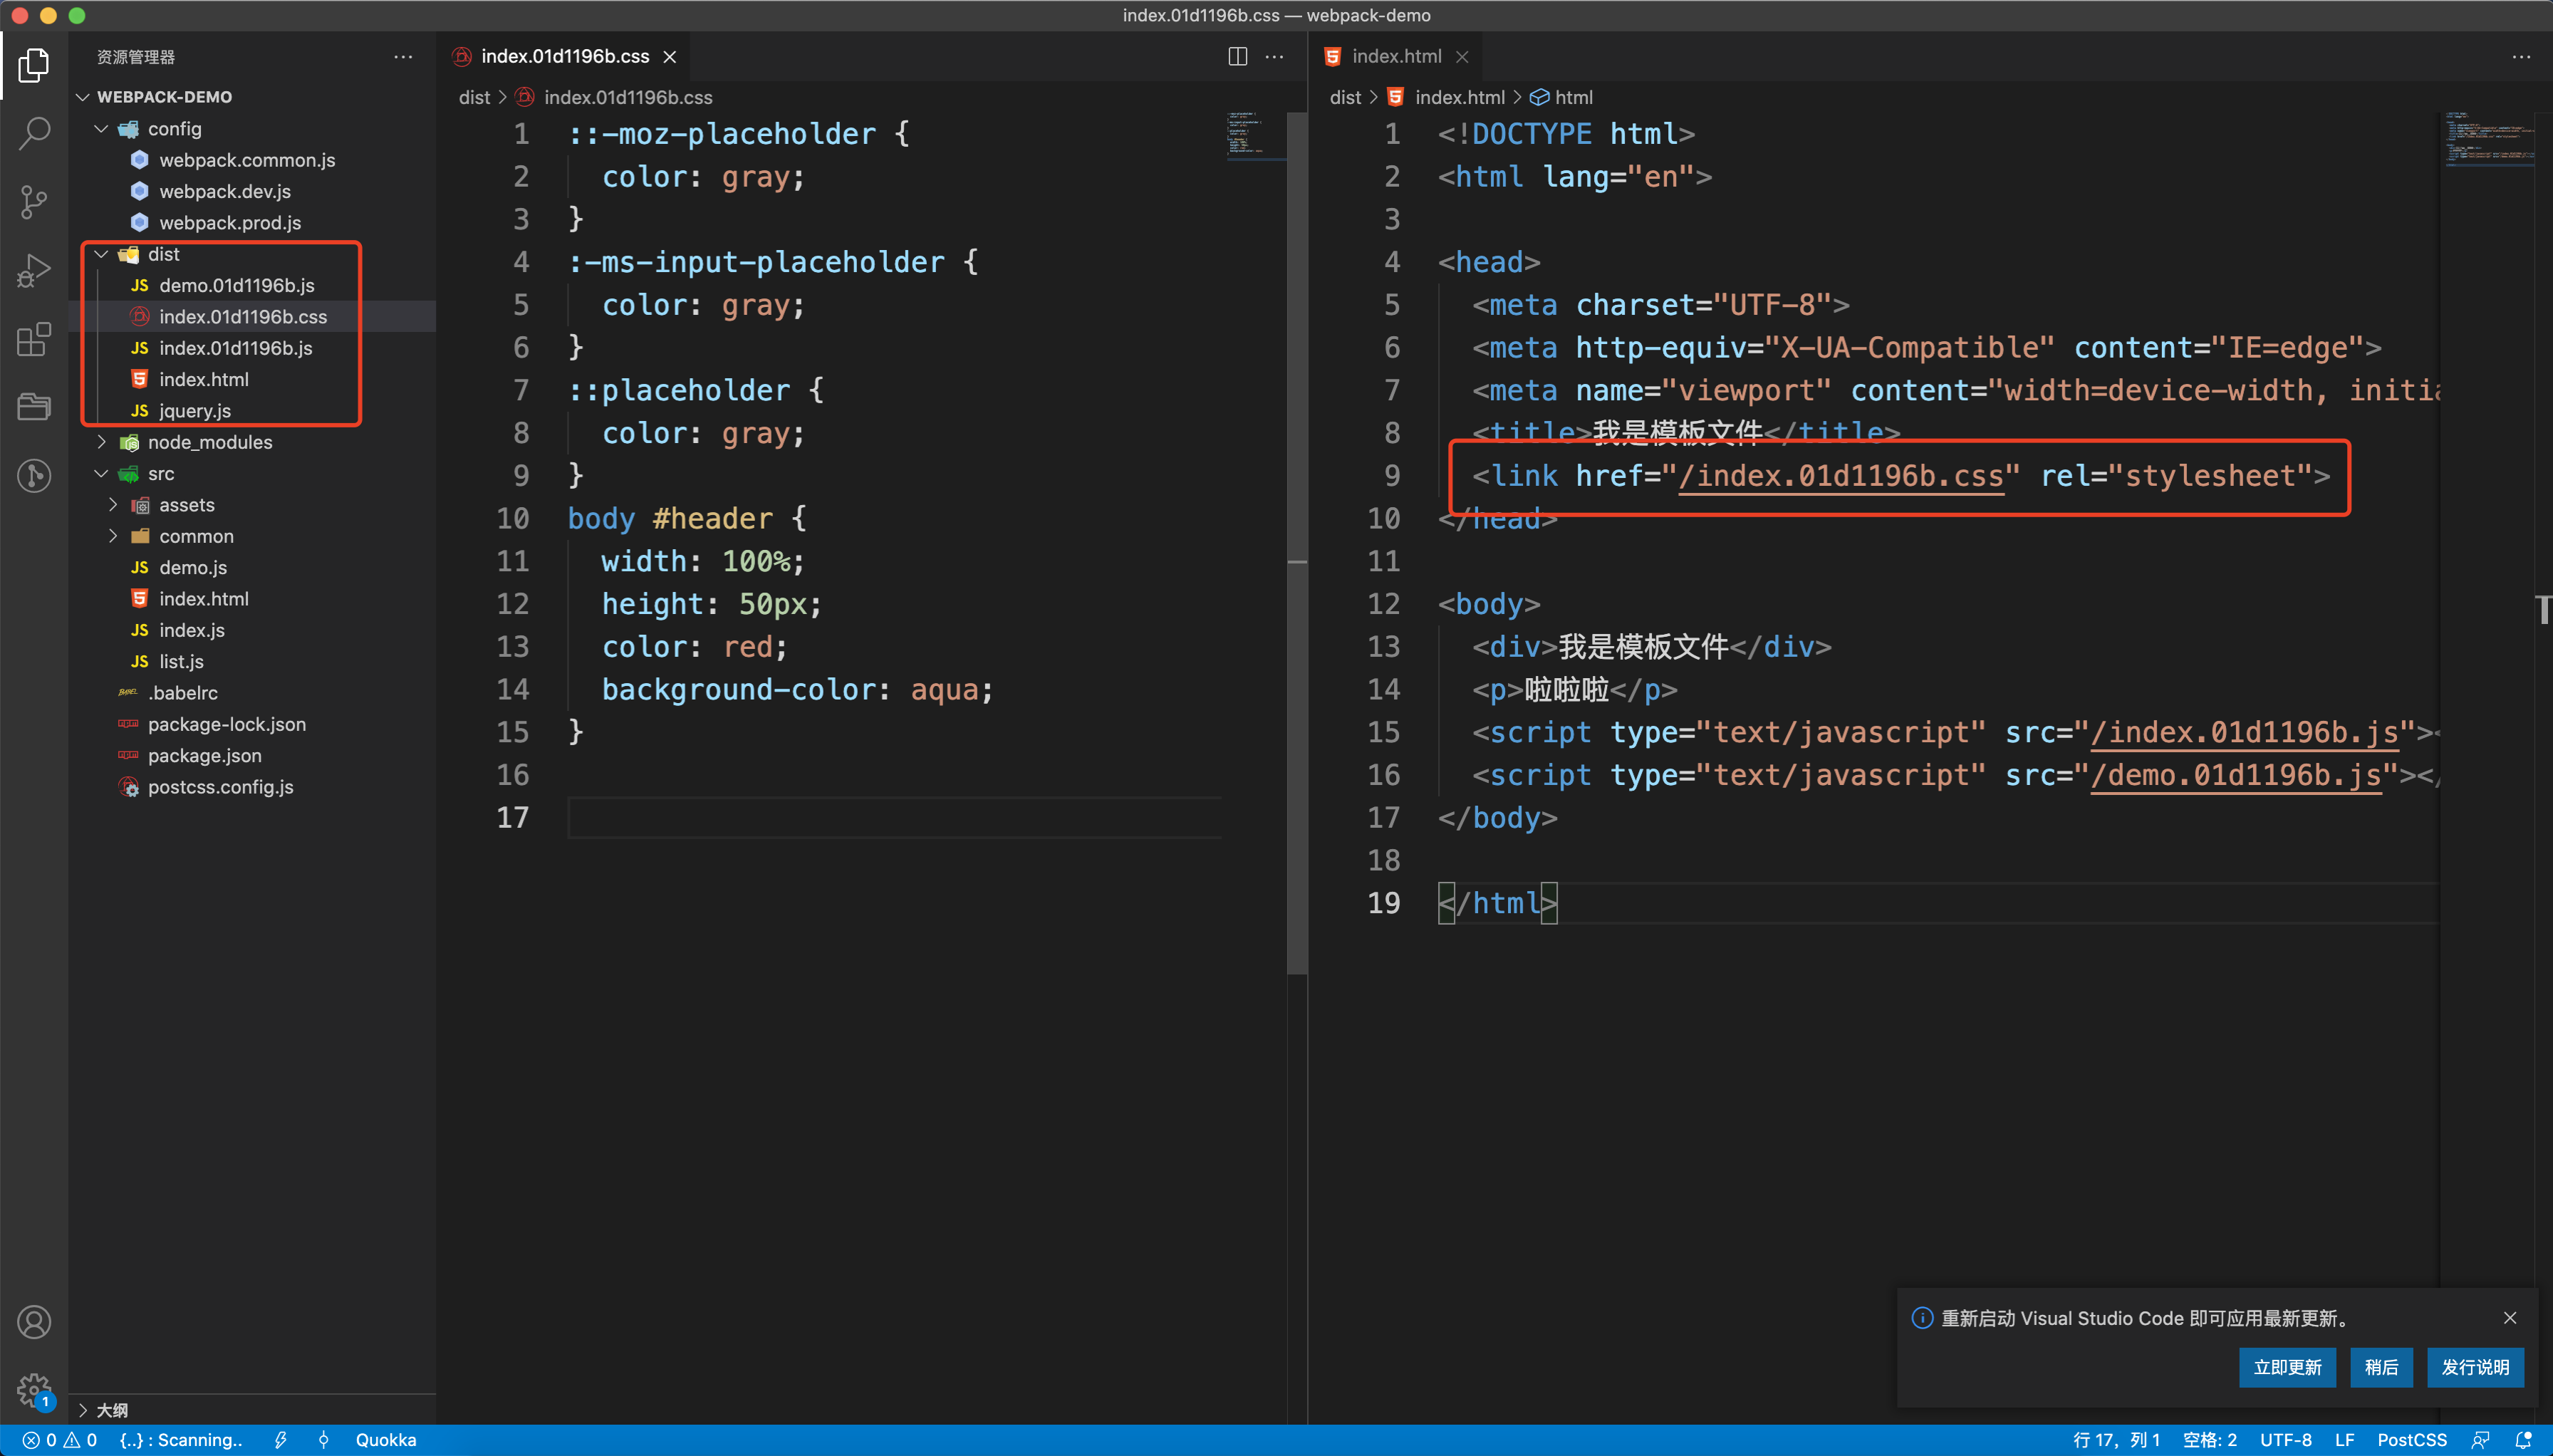 index.01d1196b.css — webpack-demo
资源管理器
WEBPACK-DEMO
config
webpack.common.js
webpack.dev.js
webpack.prod.js
dist
JS demo.01d1196b.js
index.01d1196b.css
JS index.01d1196b.js
index.html
JS jquery.js
node_modules
src
assets
common
JS demo.js
index.html
JS index.js
JS list.js
.babelrc
package-lock.json
package.json
postcss.config.js
大纲
index.01d1196b.css
dist > index.01d1196b.css
1 ::-moz-placeholder {
2 color: gray;
3 }
4 :-ms-input-placeholder {
5 color: gray;
6 }
7 ::placeholder {
8 color: gray;
9 }
10 body #header {
11 width: 100%;
12 height: 50px;
13 color: red;
14 background-color: aqua;
15 }
16
17
index.html
dist > index.html > html
1 <!DOCTYPE html>
2 <html lang="en">
3
4 <head>
5 <meta charset="UTF-8">
6 <meta http-equiv="X-UA-Compatible" content="IE=edge">
7 <meta name="viewport" content="width=device-width, initia
8 <title>我是模板文件</title>
9 <link href="/index.01d1196b.css" rel="stylesheet">
10 </head>
11
12 <body>
13 <div>我是模板文件</div>
14 <p>啦啦啦</p>
15 <script type="text/javascript" src="/index.01d1196b.js"><
16 <script type="text/javascript" src="/demo.01d1196b.js"></
17 </body>
18
19 </html>
重新启动 Visual Studio Code 即可应用最新更新。
立即更新 稍后 发行说明
1
0 0 {..} : Scanning.. Quokka
行 17，列 1 空格: 2 UTF-8 LF PostCSS